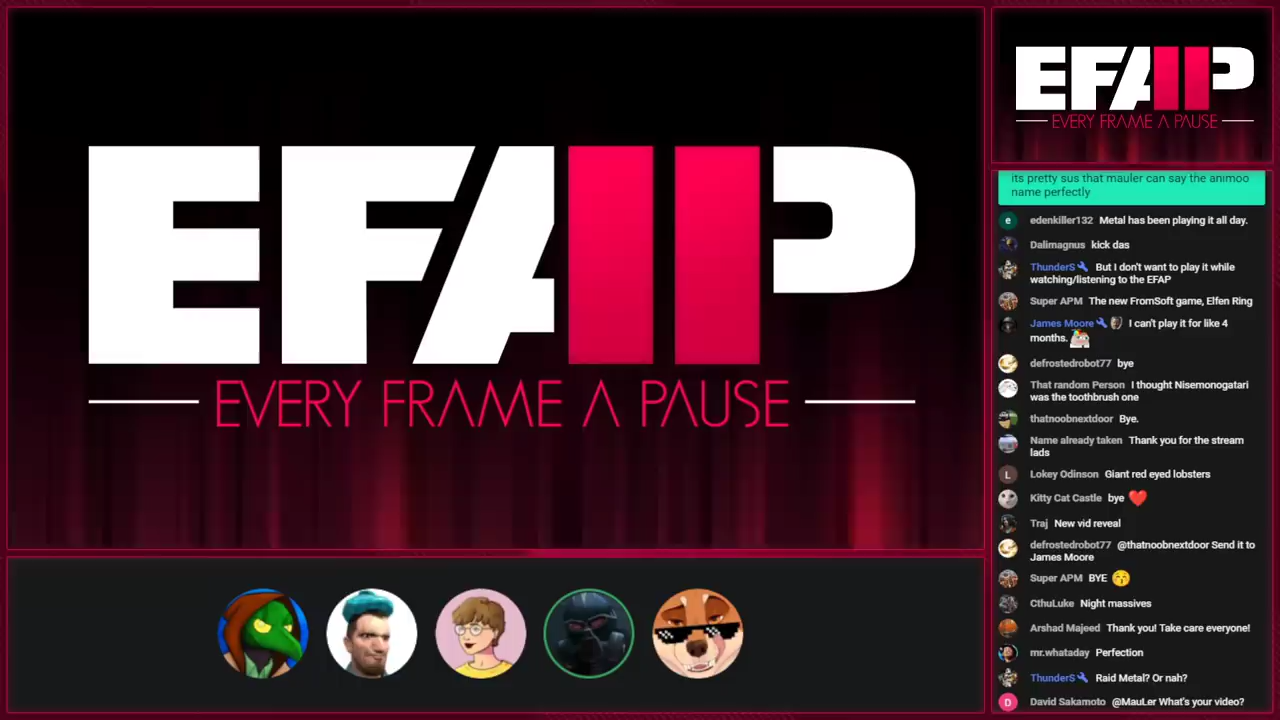 EFAP
EVERY FRAME A PAUSE
EFAP
EVERY FRAME A PAUSE
its pretty sus that mauler can say the animoo
name perfectly
e edenkiller132 Metal has been playing it all day.
Dalimagnus kick das
ThunderS But I don't want to play it while
watching/listening to the EFAP
Super APM The new FromSoft game, Elfen Ring
James Moore I can't play it for like 4
months.
defrostedrobot77 bye
That random Person I thought Nisemonogatari
was the toothbrush one
thatnoobnextdoor Bye.
Name already taken Thank you for the stream
lads
L Lokey Odinson Giant red eyed lobsters
Kitty Cat Castle bye ❤️
Traj New vid reveal
defrostedrobot77 @thatnoobnextdoor Send it to
James Moore
Super APM BYE 😚
CthuLuke Night massives
Arshad Majeed Thank you! Take care everyone!
mr.whataday Perfection
ThunderS Raid Metal? Or nah?
D David Sakamoto @MauLer What's your video?